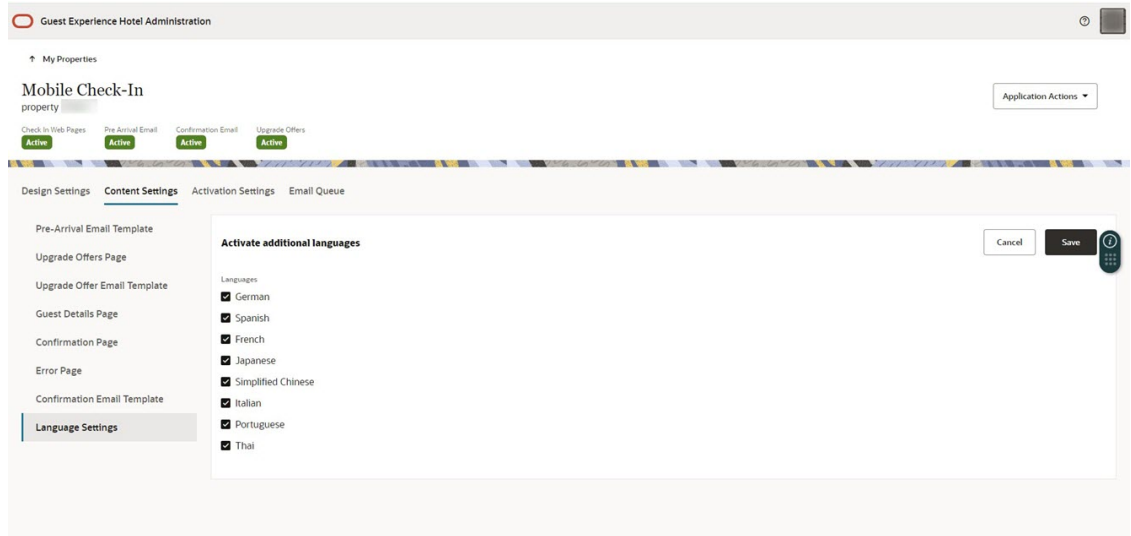 Guest Experience Hotel Administration
My Properties
Mobile Check-In
property
Application Actions
Check In Web Pages Pre Arrival Email Confirmation Email Upgrade Offers
Active Active Active Active
Design Settings Content Settings Activation Settings Email Queue
Pre-Arrival Email Template
Upgrade Offers Page
Upgrade Offer Email Template
Guest Details Page
Confirmation Page
Error Page
Confirmation Email Template
Language Settings
Activate additional languages
Cancel Save
Languages
German
Spanish
French
Japanese
Simplified Chinese
Italian
Portuguese
Thai